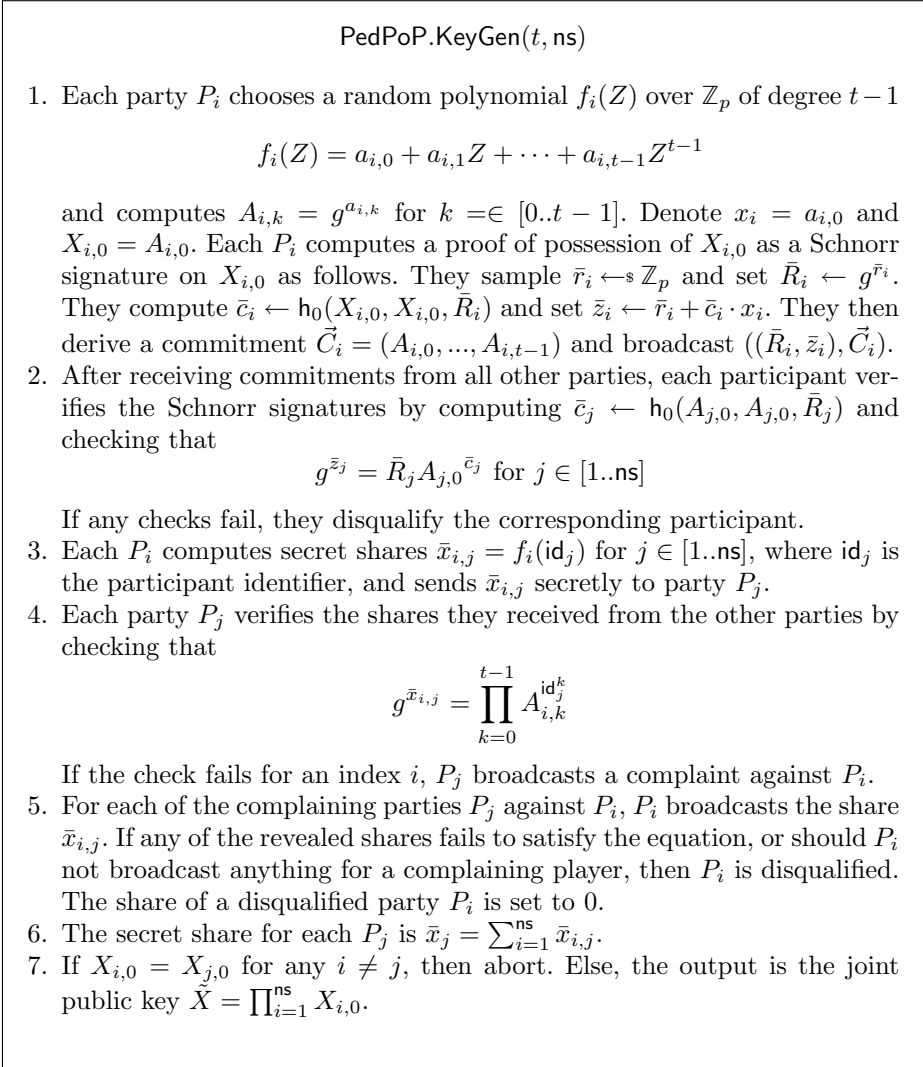 PedPoP.KeyGen(t, ns)
1. Each party P_i chooses a random polynomial f_i(Z) over ℤ_p of degree t − 1
f_i(Z) = a_{i,0} + a_{i,1}Z + ··· + a_{i,t−1}Z^{t−1}
and computes A_{i,k} = g^{a_{i,k}} for k =∈ [0..t − 1]. Denote x_i = a_{i,0} and
X_{i,0} = A_{i,0}. Each P_i computes a proof of possession of X_{i,0} as a Schnorr
signature on X_{i,0} as follows. They sample r̄_i ←$ ℤ_p and set R̄_i ← g^{r̄_i}.
They compute c̄_i ← h_0(X_{i,0}, X_{i,0}, R̄_i) and set z̄_i ← r̄_i + c̄_i · x_i. They then
derive a commitment C⃗_i = (A_{i,0}, ..., A_{i,t−1}) and broadcast ((R̄_i, z̄_i), C⃗_i).
2. After receiving commitments from all other parties, each participant ver-
ifies the Schnorr signatures by computing c̄_j ← h_0(A_{j,0}, A_{j,0}, R̄_j) and
checking that
g^{z̄_j} = R̄_j A_{j,0}^{c̄_j} for j ∈ [1..ns]
If any checks fail, they disqualify the corresponding participant.
3. Each P_i computes secret shares x̄_{i,j} = f_i(id_j) for j ∈ [1..ns], where id_j is
the participant identifier, and sends x̄_{i,j} secretly to party P_j.
4. Each party P_j verifies the shares they received from the other parties by
checking that
g^{x̄_{i,j}} = ∏_{k=0}^{t−1} A_{i,k}^{id_j^k}
If the check fails for an index i, P_j broadcasts a complaint against P_i.
5. For each of the complaining parties P_j against P_i, P_i broadcasts the share
x̄_{i,j}. If any of the revealed shares fails to satisfy the equation, or should P_i
not broadcast anything for a complaining player, then P_i is disqualified.
The share of a disqualified party P_i is set to 0.
6. The secret share for each P_j is x̄_j = ∑_{i=1}^{ns} x̄_{i,j}.
7. If X_{i,0} = X_{j,0} for any i ≠ j, then abort. Else, the output is the joint
public key X̃ = ∏_{i=1}^{ns} X_{i,0}.